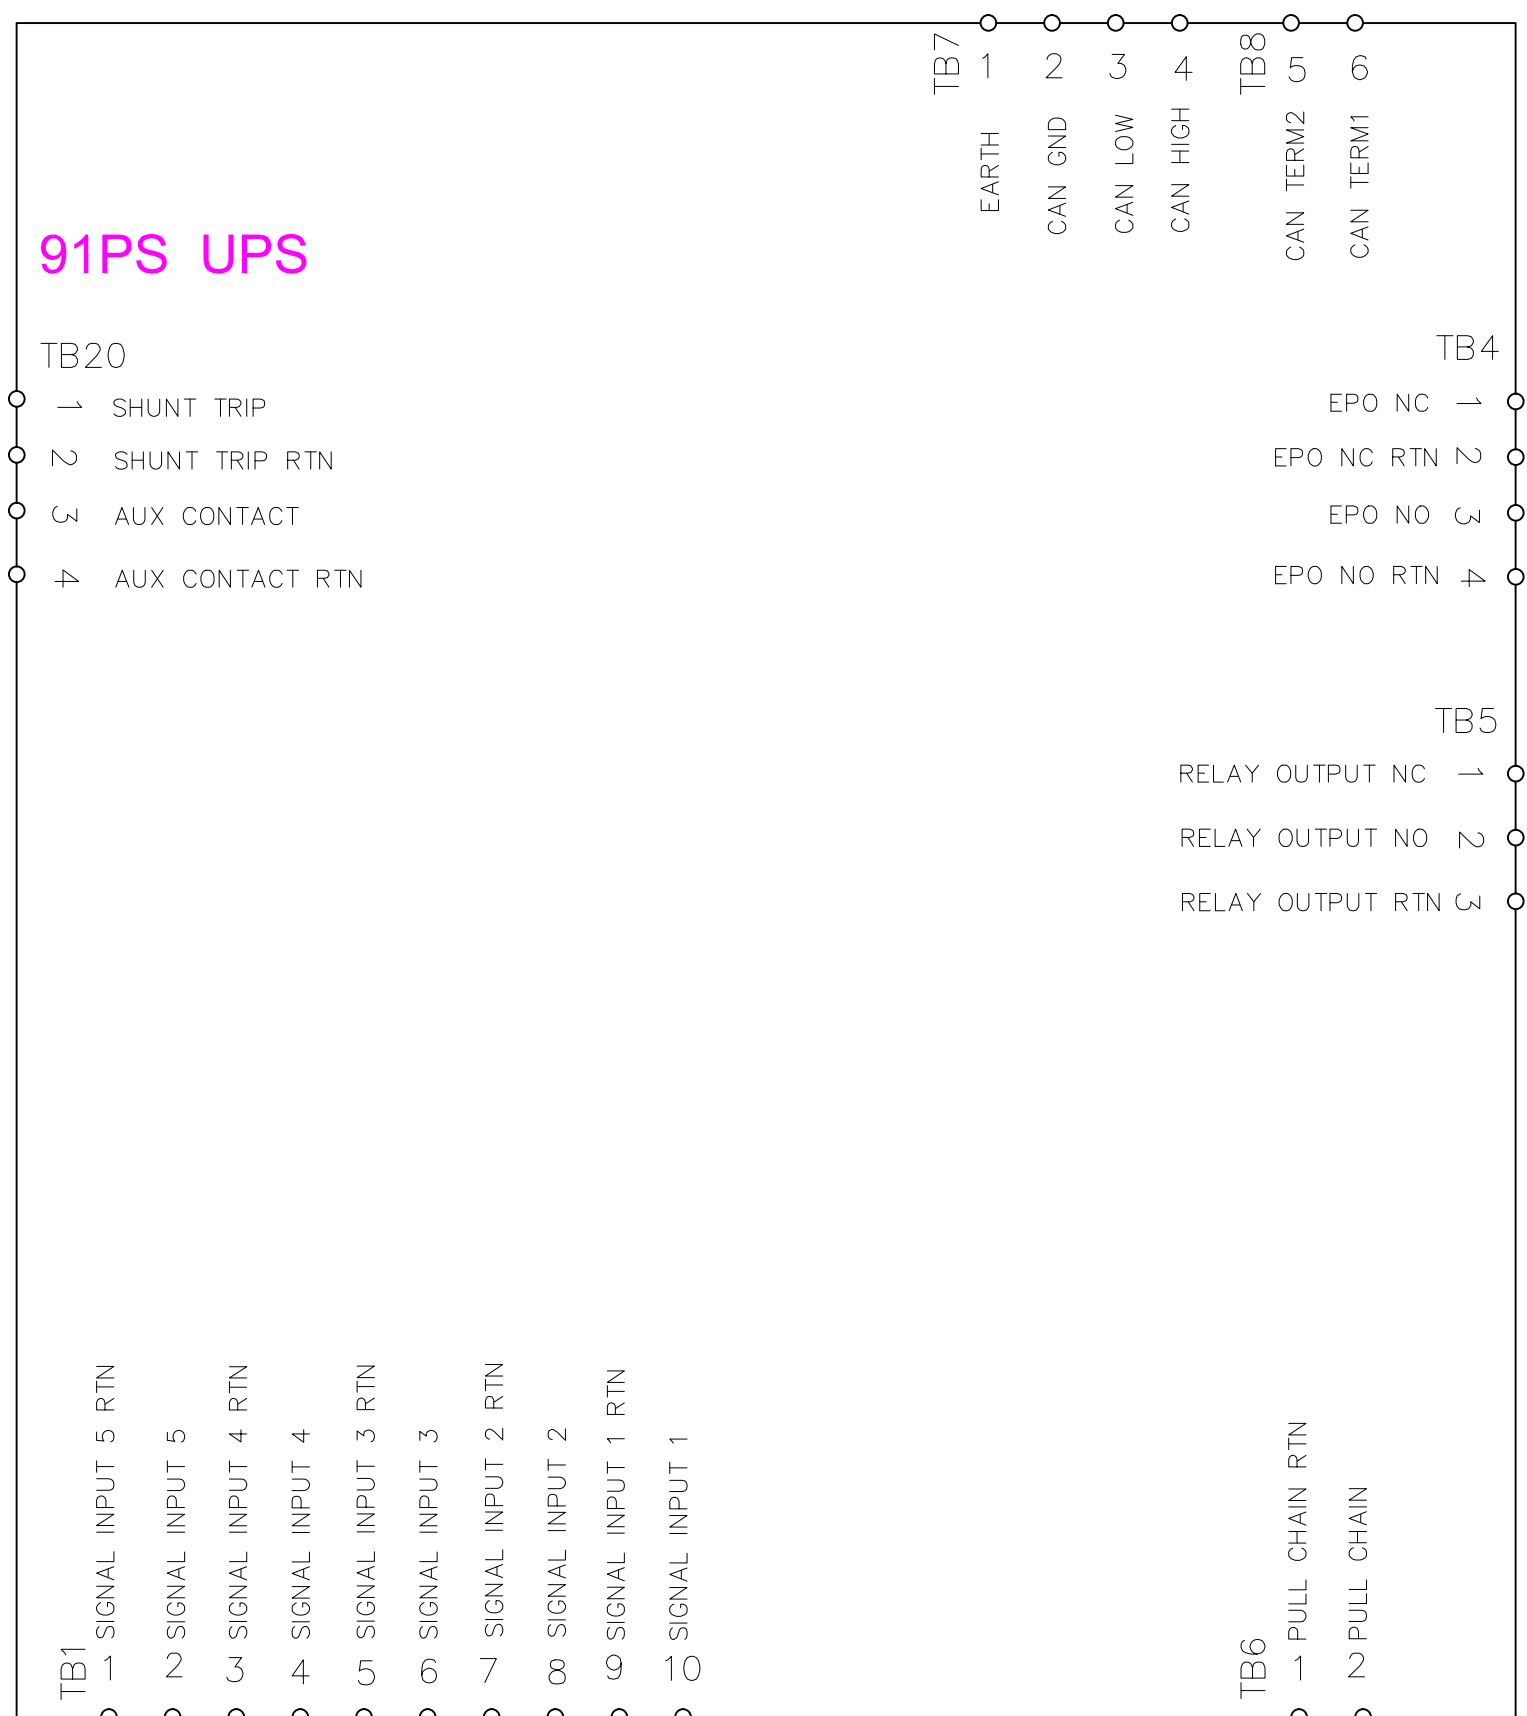 TB7 1 2 3 4 TB8 5 6
EARTH
CAN GND
CAN LOW
CAN HIGH
CAN TERM2
CAN TERM1
91PS UPS
TB20
1 SHUNT TRIP
2 SHUNT TRIP RTN
3 AUX CONTACT
4 AUX CONTACT RTN
TB4
EPO NC 1
EPO NC RTN 2
EPO NO 3
EPO NO RTN 4
TB5
RELAY OUTPUT NC 1
RELAY OUTPUT NO 2
RELAY OUTPUT RTN 3
TB1
1 SIGNAL INPUT 5 RTN
2 SIGNAL INPUT 5
3 SIGNAL INPUT 4 RTN
4 SIGNAL INPUT 4
5 SIGNAL INPUT 3 RTN
6 SIGNAL INPUT 3
7 SIGNAL INPUT 2 RTN
8 SIGNAL INPUT 2
9 SIGNAL INPUT 1 RTN
10 SIGNAL INPUT 1
TB6
1 PULL CHAIN RTN
2 PULL CHAIN